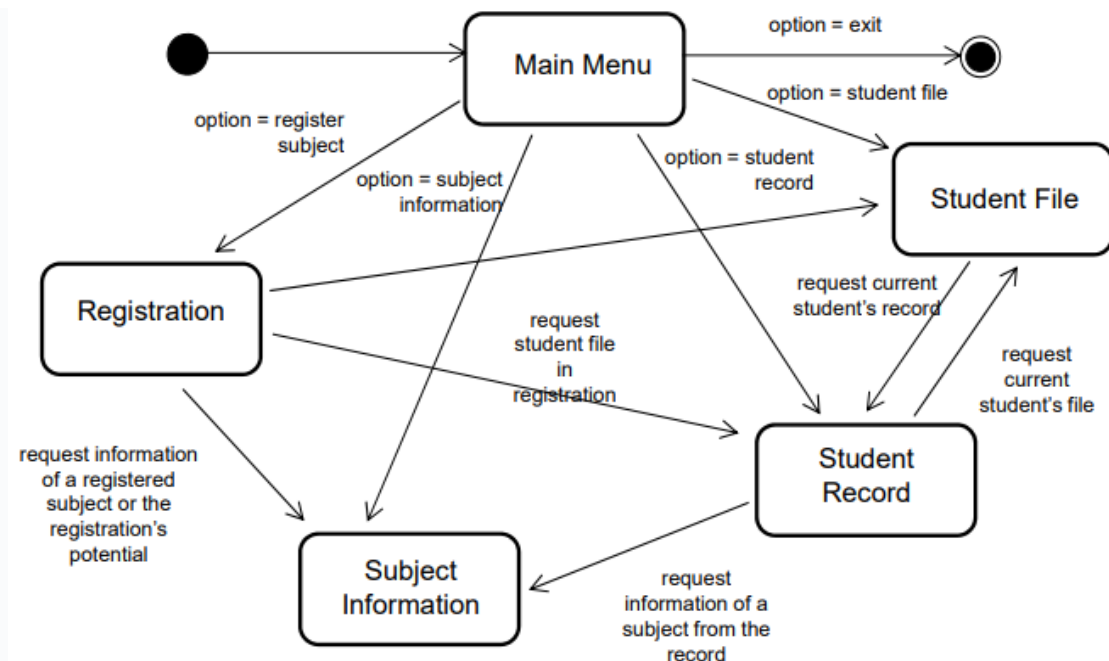 Main Menu
option = exit
option = student file
option = register
subject
option = subject
information
option = student
record
Student File
Registration
request current
student's record
request
student file
in
registration
request
current
student's file
request information
of a registered
subject or the
registration's
potential
Student
Record
Subject
Information
request
information of a
subject from the
record